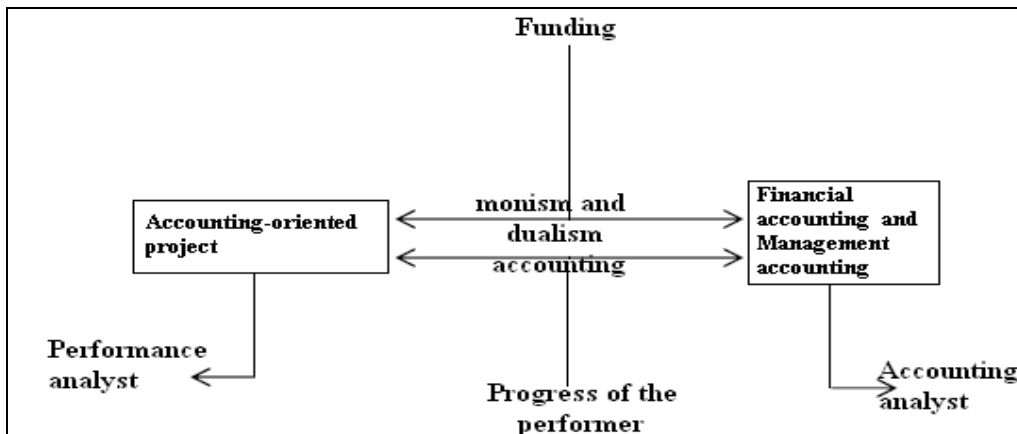 Funding
monism and
dualism
accounting
Accounting-oriented
project
Financial
accounting and
Management
accounting
Performance
analyst
Progress of the
performer
Accounting
analyst